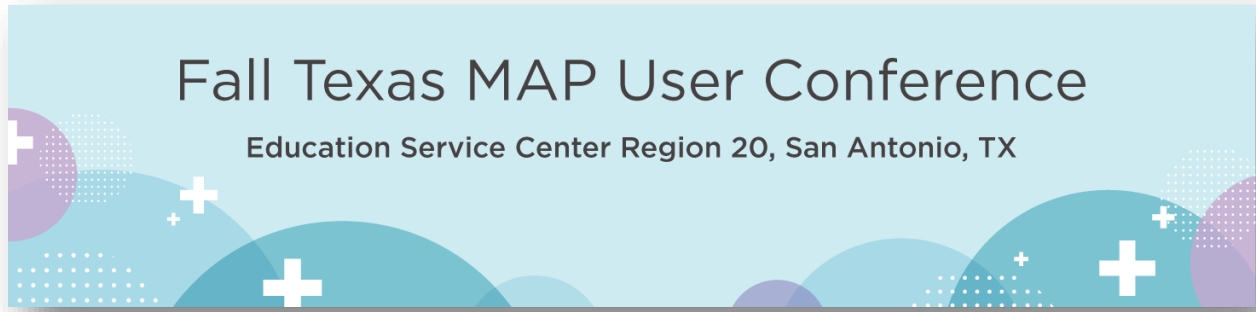 Fall Texas MAP User Conference
Education Service Center Region 20, San Antonio, TX